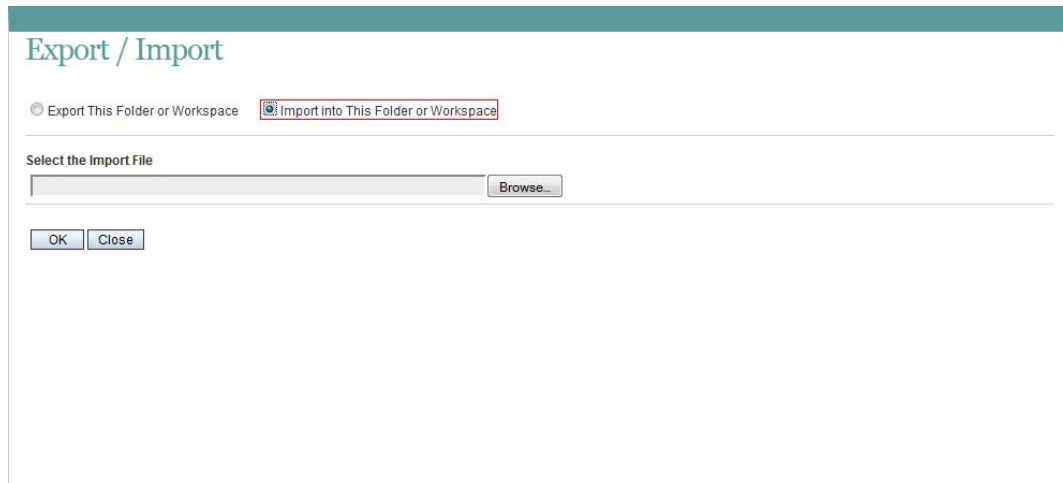 Export / Import
Export This Folder or Workspace Import into This Folder or Workspace
Select the Import File
Browse...
OK Close